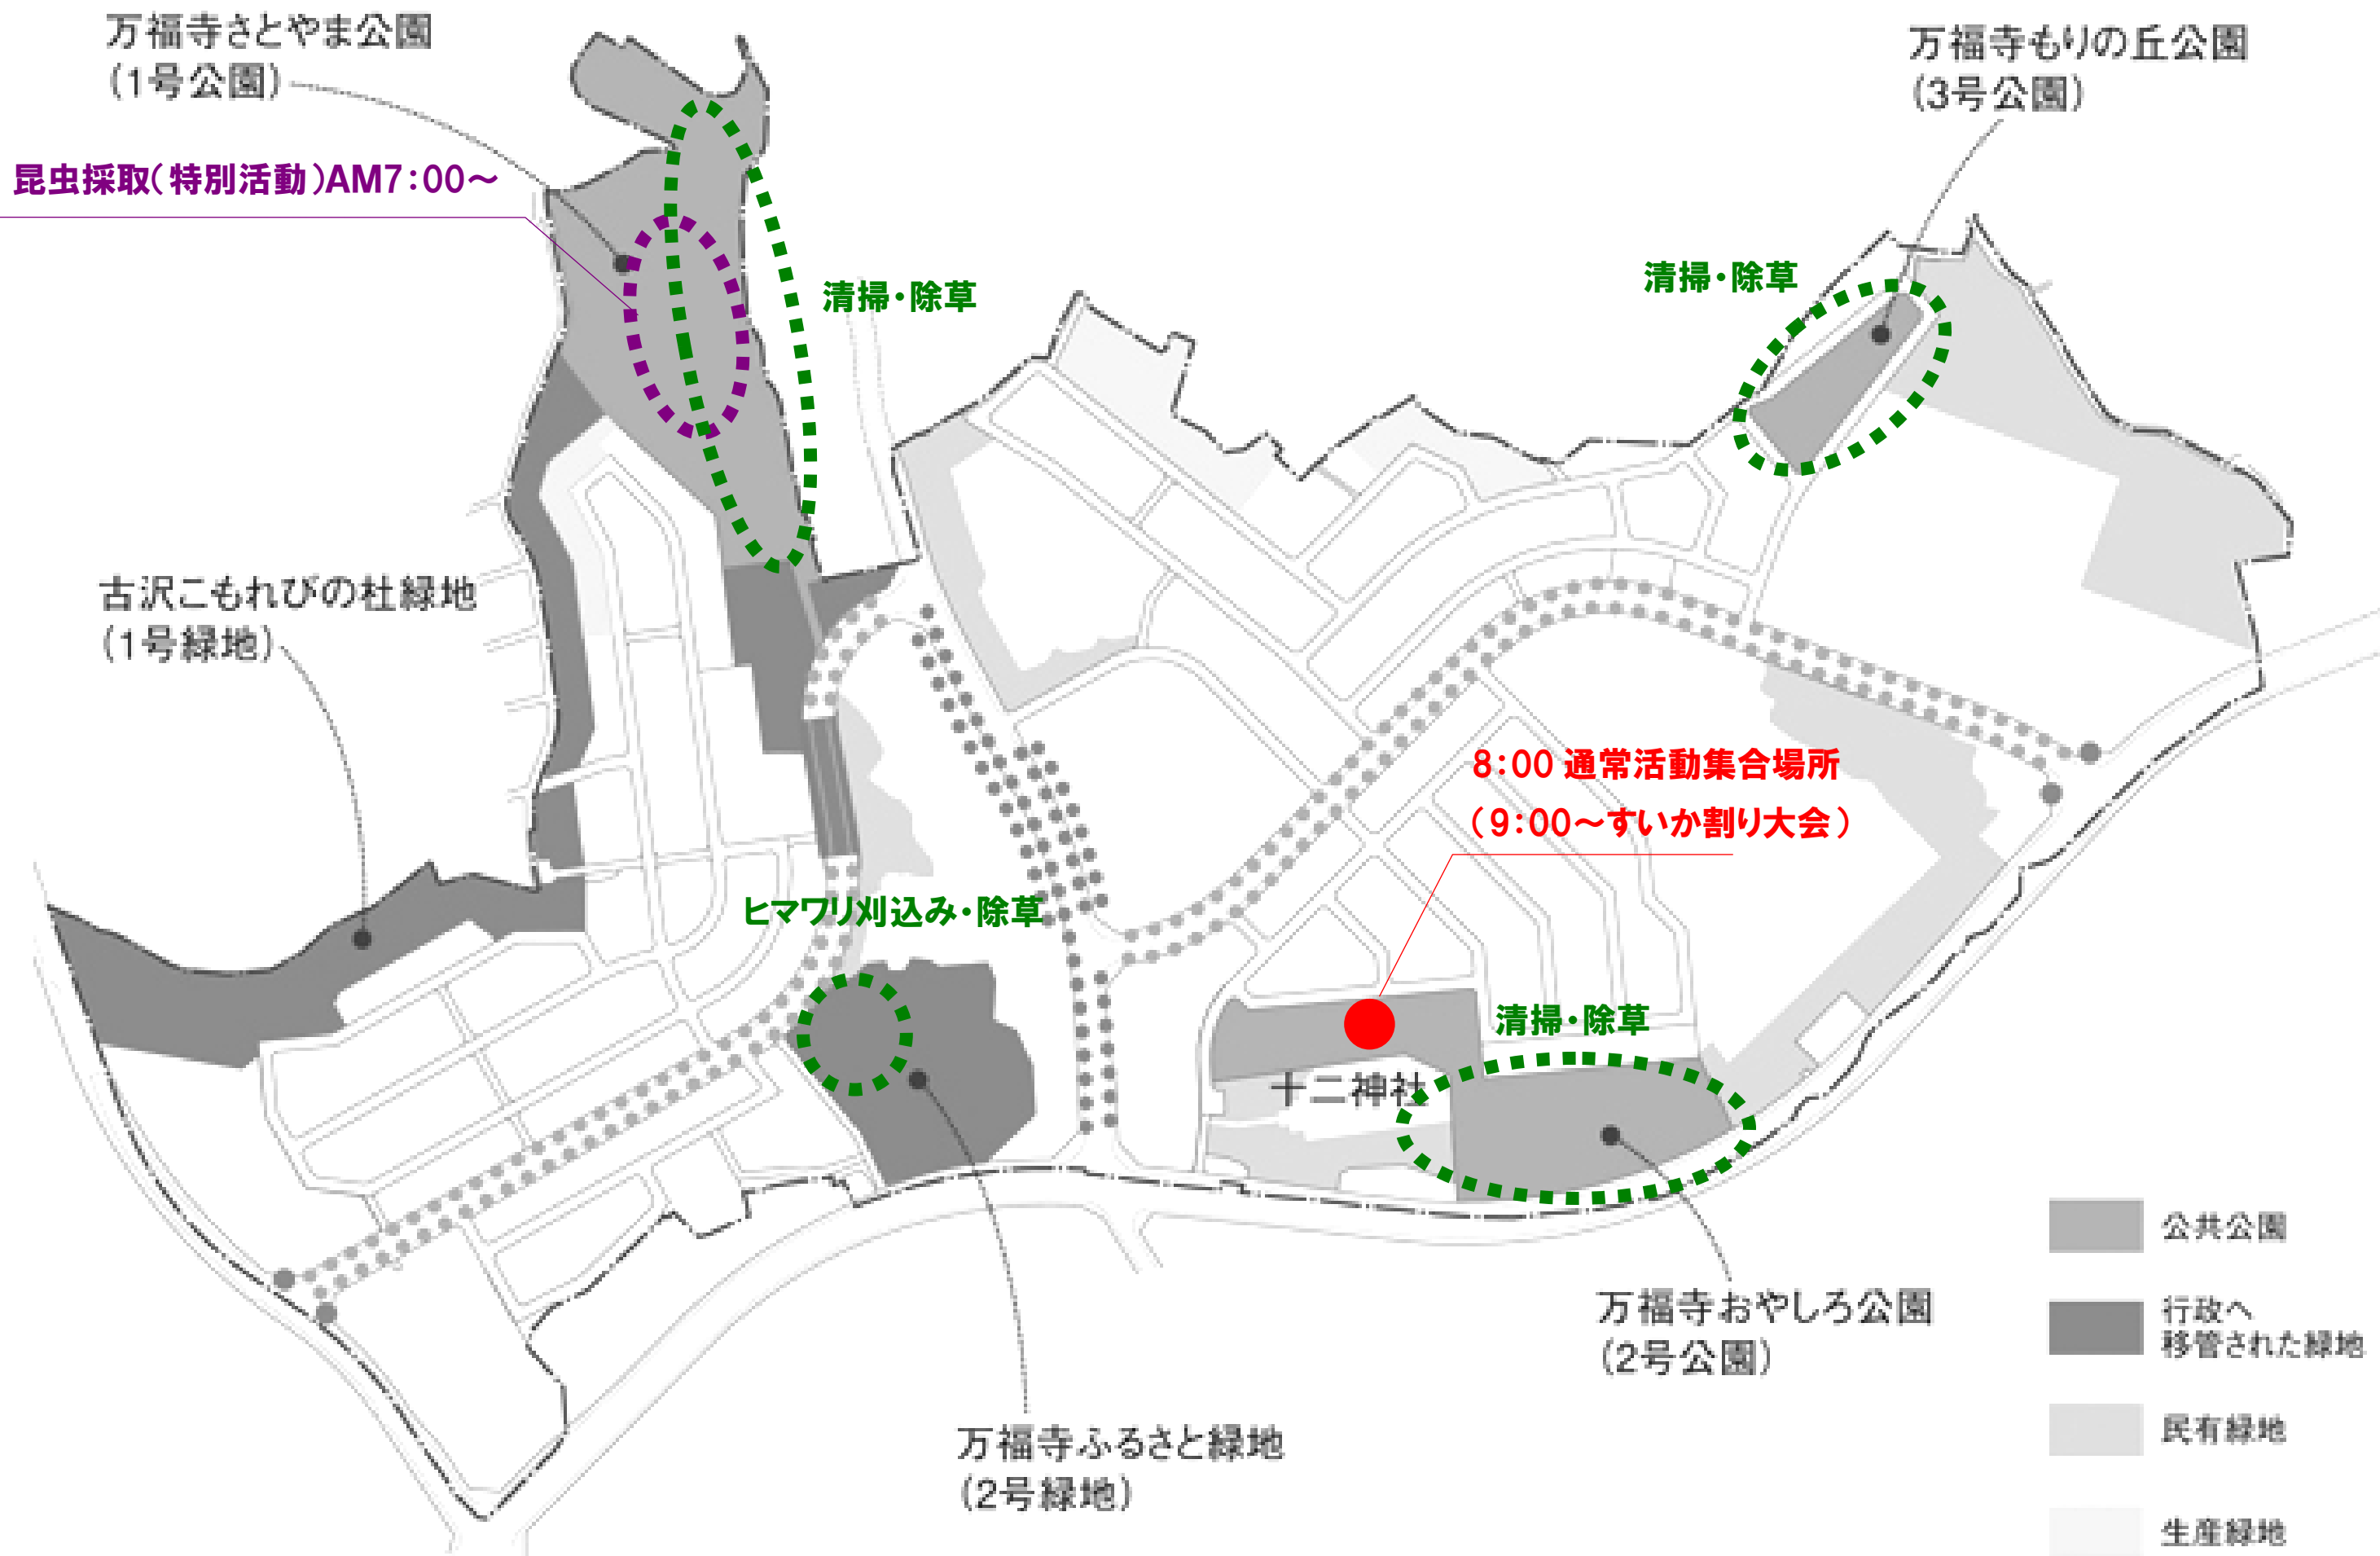 万福寺さとやま公園
(1号公園)
万福寺もりの丘公園
(3号公園)
昆虫採取(特別活動)AM7:00～
清掃・除草
清掃・除草
古沢こもれびの杜緑地
(1号緑地)
8:00 通常活動集合場所
(9:00～すいか割り大会)
ヒマワリ刈込み・除草
清掃・除草
十二神社
公共公園
万福寺おやしろ公園
(2号公園)
行政へ
移管された緑地
民有緑地
万福寺ふるさと緑地
(2号緑地)
生産緑地